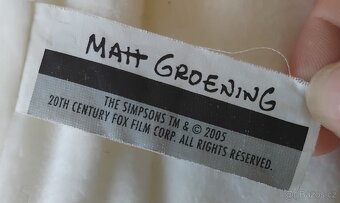 MATT GROENING
THE SIMPSONS TM & © 2005
20TH CENTURY FOX FILM CORP. ALL RIGHTS RESERVED.